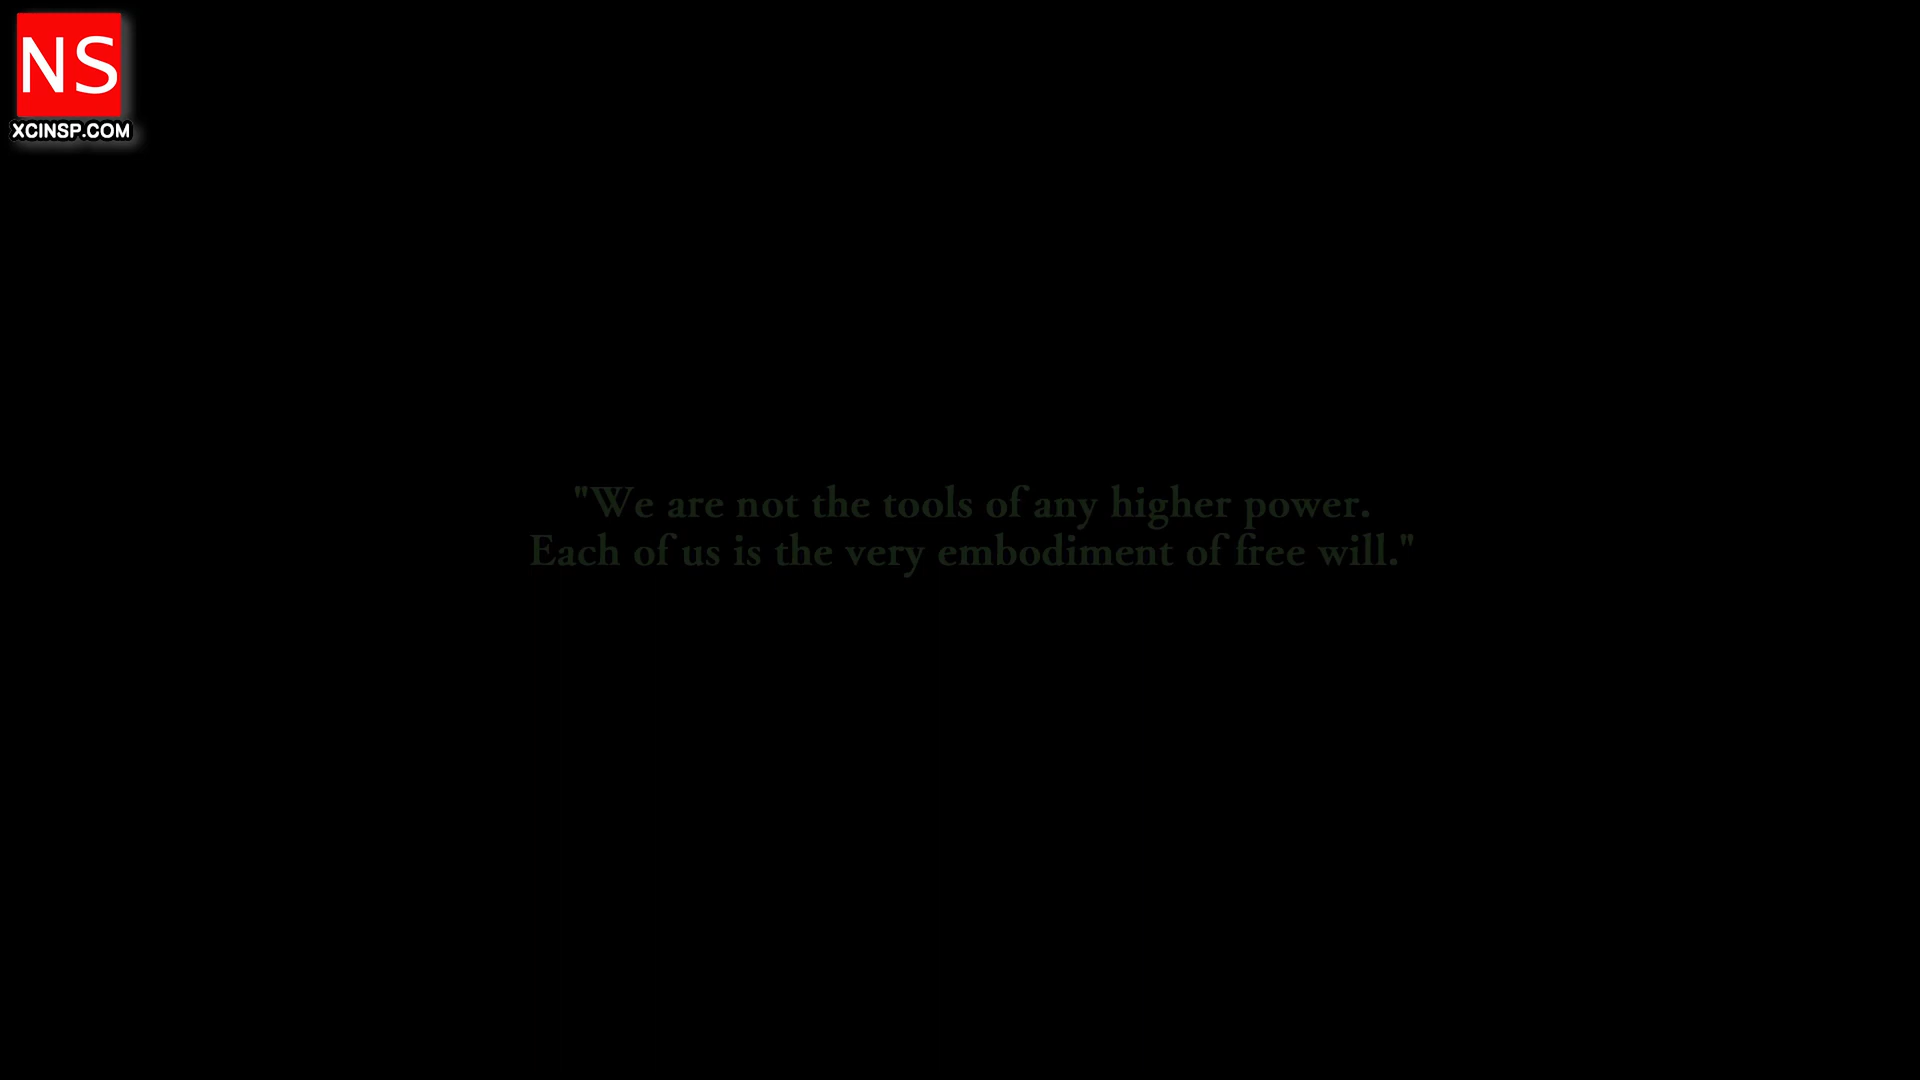 NS
XCINSP.COM
"We are not the tools of any higher power.
Each of us is the very embodiment of free will."